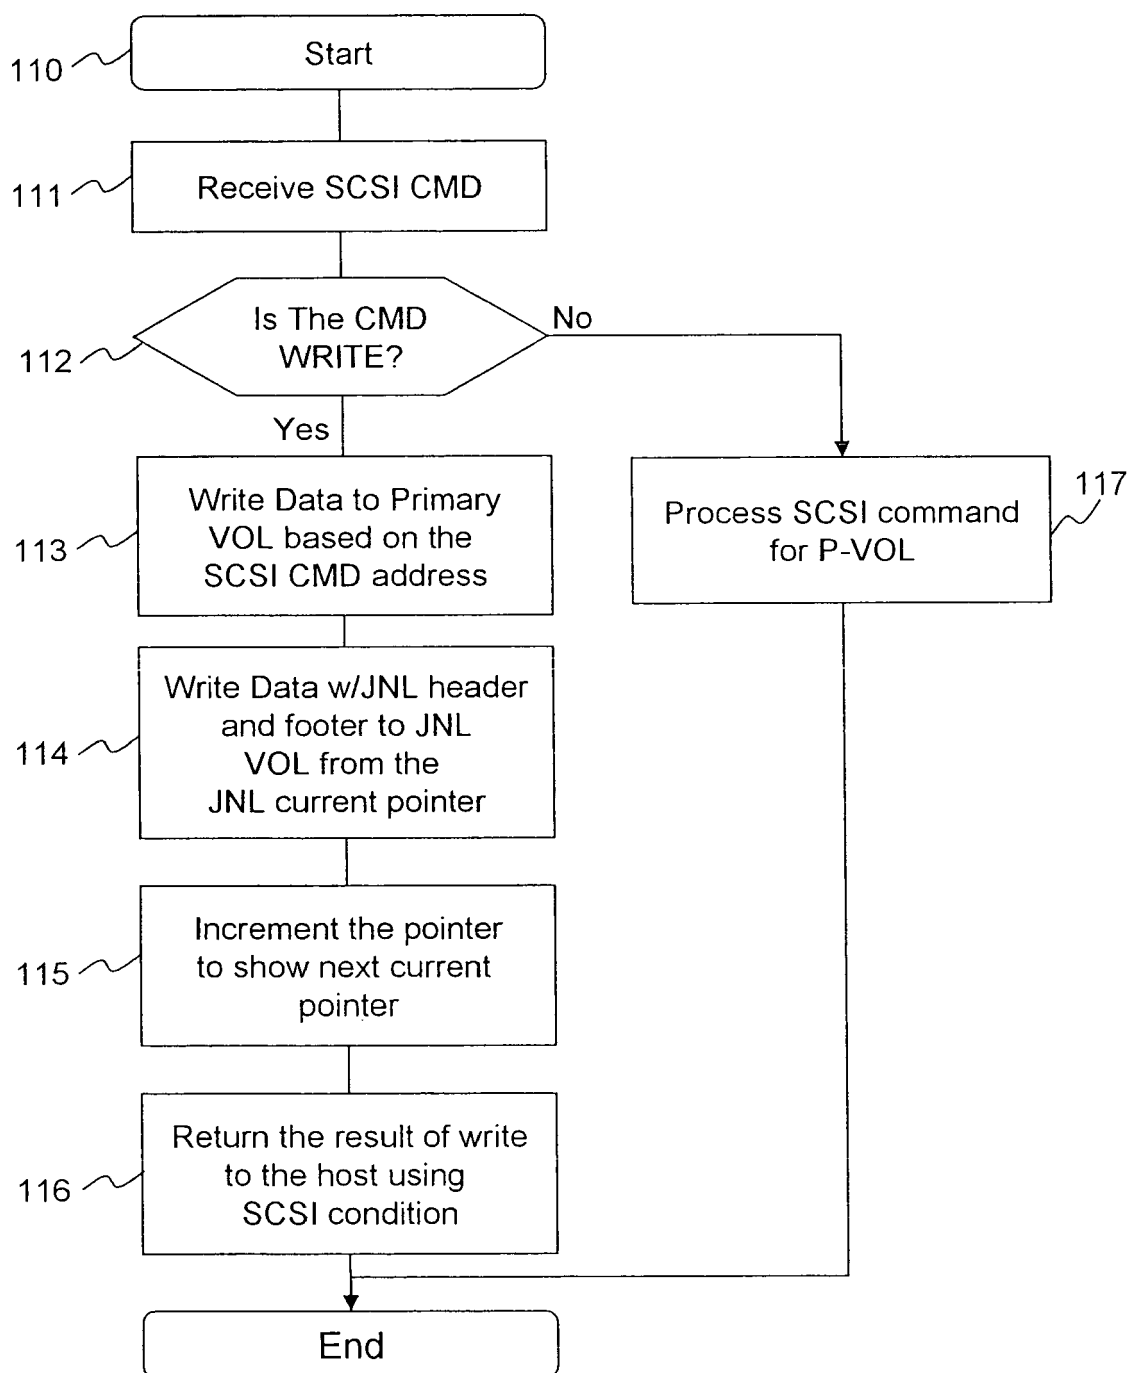 Start
110
Receive SCSI CMD
111
Is The CMD
WRITE?
112
No
Yes
Write Data to Primary
VOL based on the
SCSI CMD address
113
Process SCSI command
for P-VOL
117
Write Data w/JNL header
and footer to JNL
VOL from the
JNL current pointer
114
Increment the pointer
to show next current
pointer
115
Return the result of write
to the host using
SCSI condition
116
End